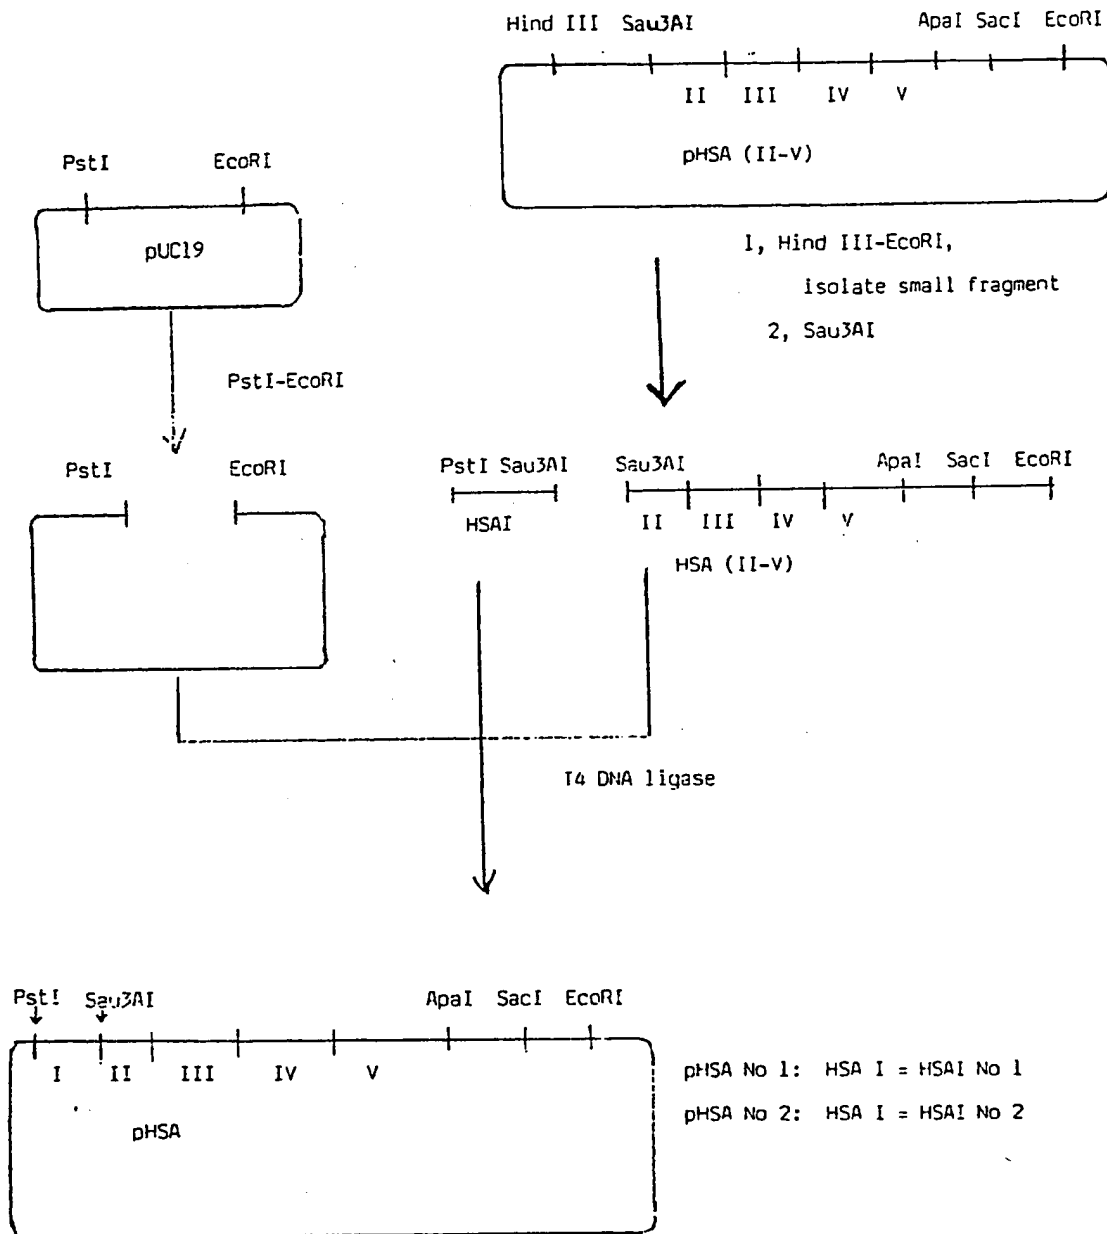 Hind III Sau3AI ApaI SacI EcoRI
II III IV V
pHSA (II-V)
PstI EcoRI
pUC19
1, Hind III-EcoRI,
isolate small fragment
2, Sau3AI
PstI-EcoRI
PstI EcoRI
PstI Sau3AI
HSAI
Sau3AI ApaI SacI EcoRI
II III IV V
HSA (II-V)
T4 DNA ligase
PstI Sau3AI ApaI SacI EcoRI
I II III IV V
pHSA
pHSA No 1: HSA I = HSAI No 1
pHSA No 2: HSA I = HSAI No 2